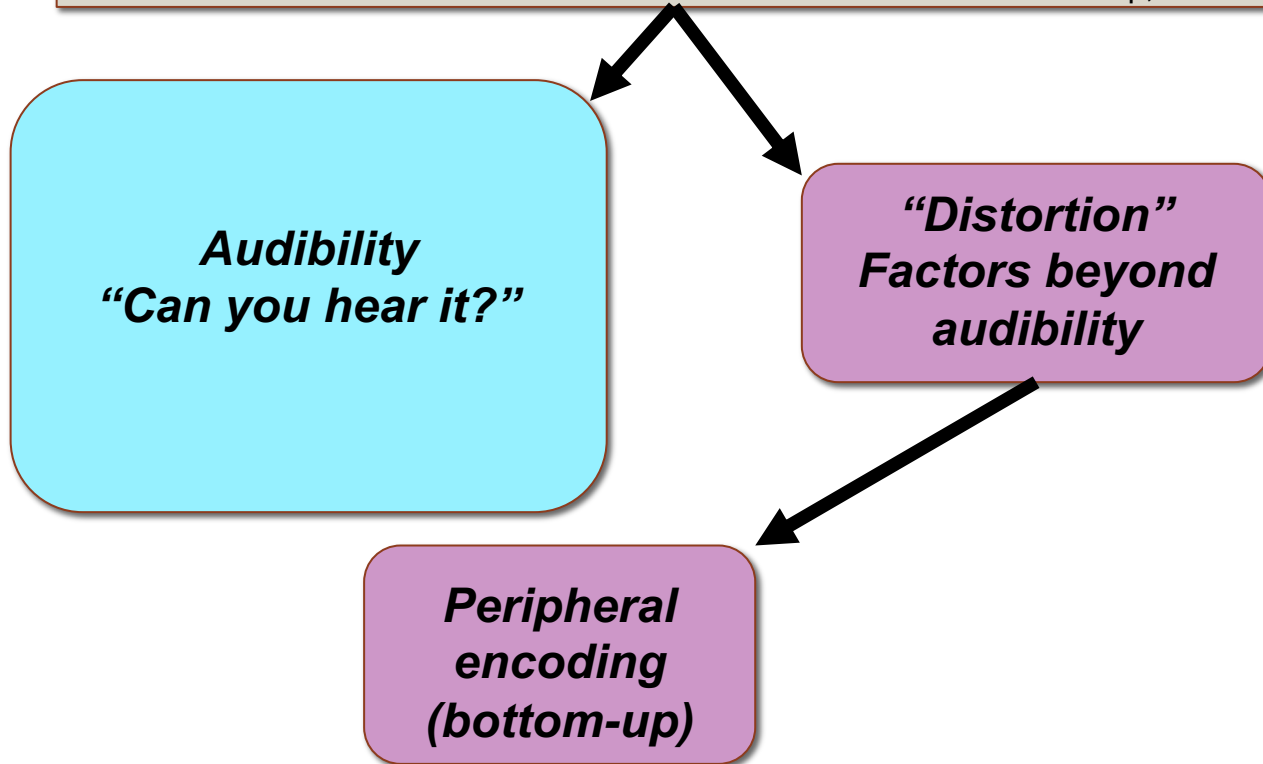 Audibility
“Can you hear it?”
“Distortion”
Factors beyond
audibility
Peripheral
encoding
(bottom-up)